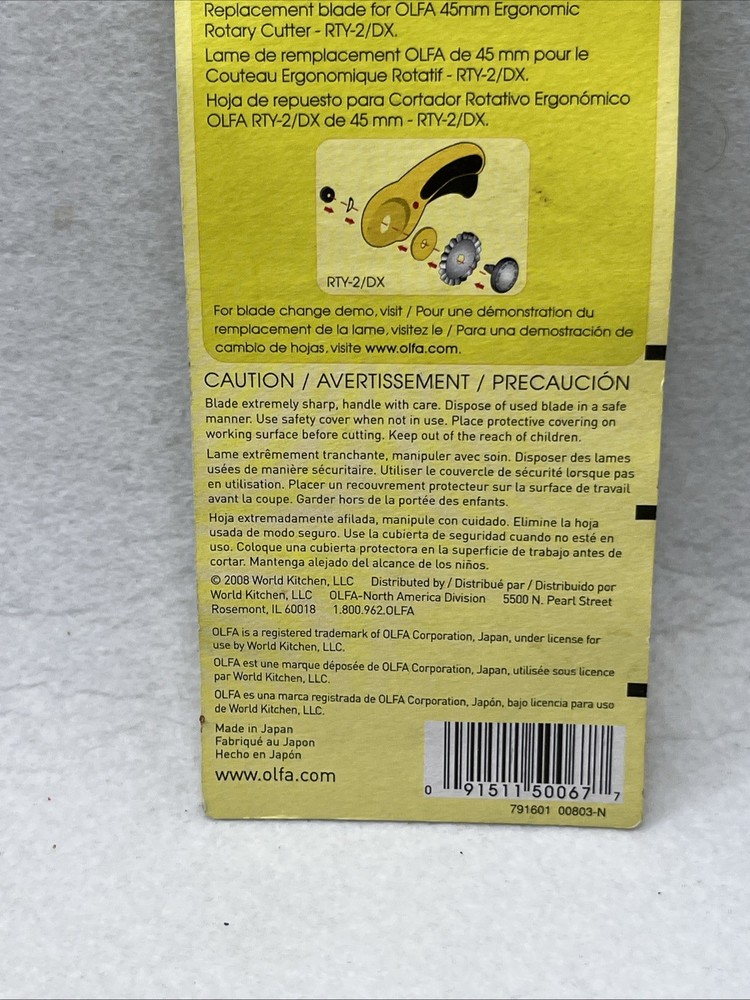 Replacement blade for OLFA 45mm Ergonomic
Rotary Cutter - RTY-2/DX.
Lame de remplacement OLFA de 45 mm pour le
Couteau Ergonomique Rotatif - RTY-2/DX.
Hoja de repuesto para Cortador Rotativo Ergonómico
OLFA RTY-2/DX de 45 mm - RTY-2/DX.
RTY-2/DX
For blade change demo, visit / Pour une démonstration du
remplacement de la lame, visitez le / Para una demostración de
cambio de hojas, visite www.olfa.com.
CAUTION / AVERTISSEMENT / PRECAUCIÓN
Blade extremely sharp, handle with care. Dispose of used blade in a safe
manner. Use safety cover when not in use. Place protective covering on
working surface before cutting. Keep out of the reach of children.
Lame extrêmement tranchante, manipuler avec soin. Disposer des lames
usées de manière sécuritaire. Utiliser le couvercle de sécurité lorsque pas
en utilisation. Placer un recouvrement protecteur sur la surface de travail
avant la coupe. Garder hors de la portée des enfants.
Hoja extremadamente afilada, manipule con cuidado. Elimine la hoja
usada de modo seguro. Use la cubierta de seguridad cuando no esté en
uso. Coloque una cubierta protectora en la superficie de trabajo antes de
cortar. Mantenga alejado del alcance de los niños.
© 2008 World Kitchen, LLC Distributed by / Distribué par / Distribuido por
World Kitchen, LLC OLFA-North America Division 5500 N. Pearl Street
Rosemont, IL 60018 1.800.962.OLFA
OLFA is a registered trademark of OLFA Corporation, Japan, under license for
use by World Kitchen, LLC.
OLFA est une marque déposée de OLFA Corporation, Japan, utilisée sous licence
par World Kitchen, LLC.
OLFA es una marca registrada de OLFA Corporation, Japón, bajo licencia para uso
de World Kitchen, LLC.
Made in Japan
Fabriqué au Japon
Hecho en Japón
www.olfa.com
0 91511 50067 7
791601 00803-N